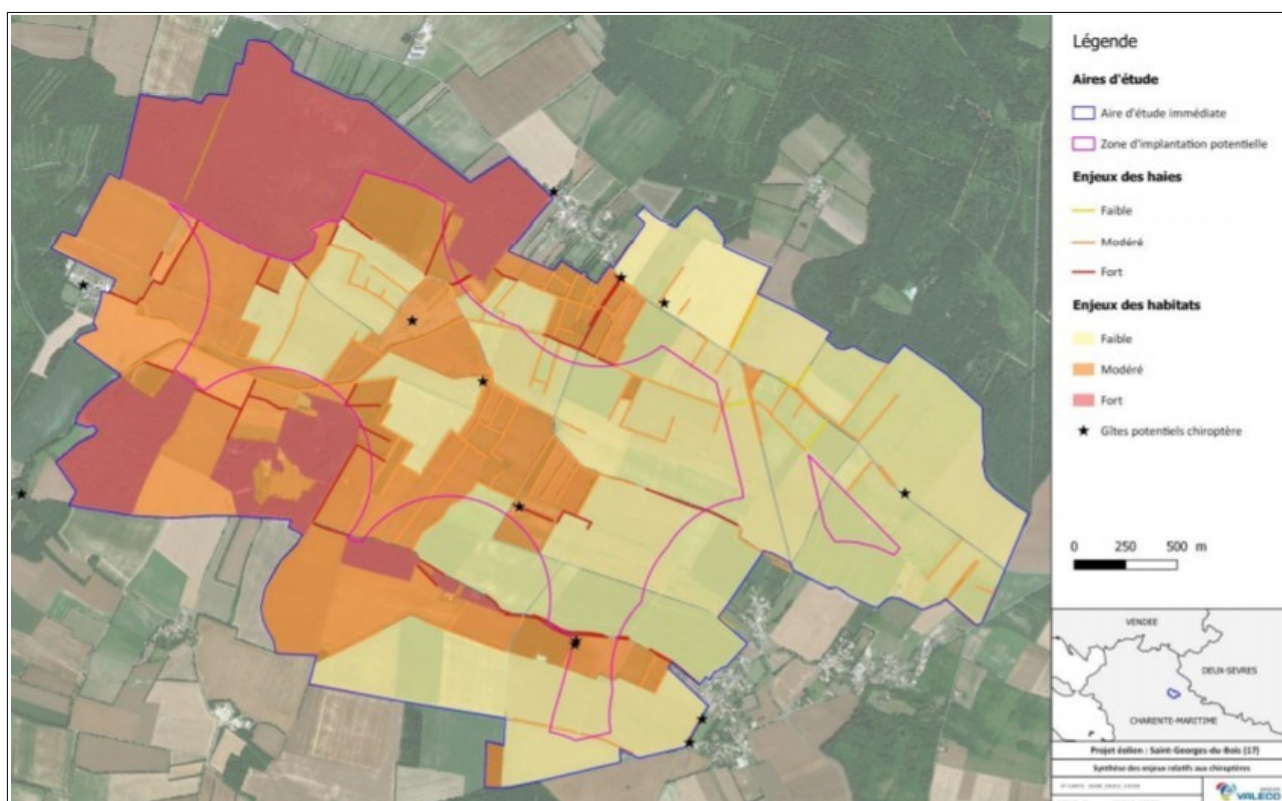 Légende
Aires d'étude
Aire d'étude immédiate
Zone d'implantation potentielle
Enjeux des haies
Faible
Modéré
Fort
Enjeux des habitats
Faible
Modéré
Fort
Gîtes potentiels chiroptère
0 250 500 m
VENDEE
DEUX-SEVRES
CHARENTE-MARITIME
Projet éolien : Saint-Georges-du-Bois (17)
Synthèse des enjeux relatifs aux chiroptères
VALECO